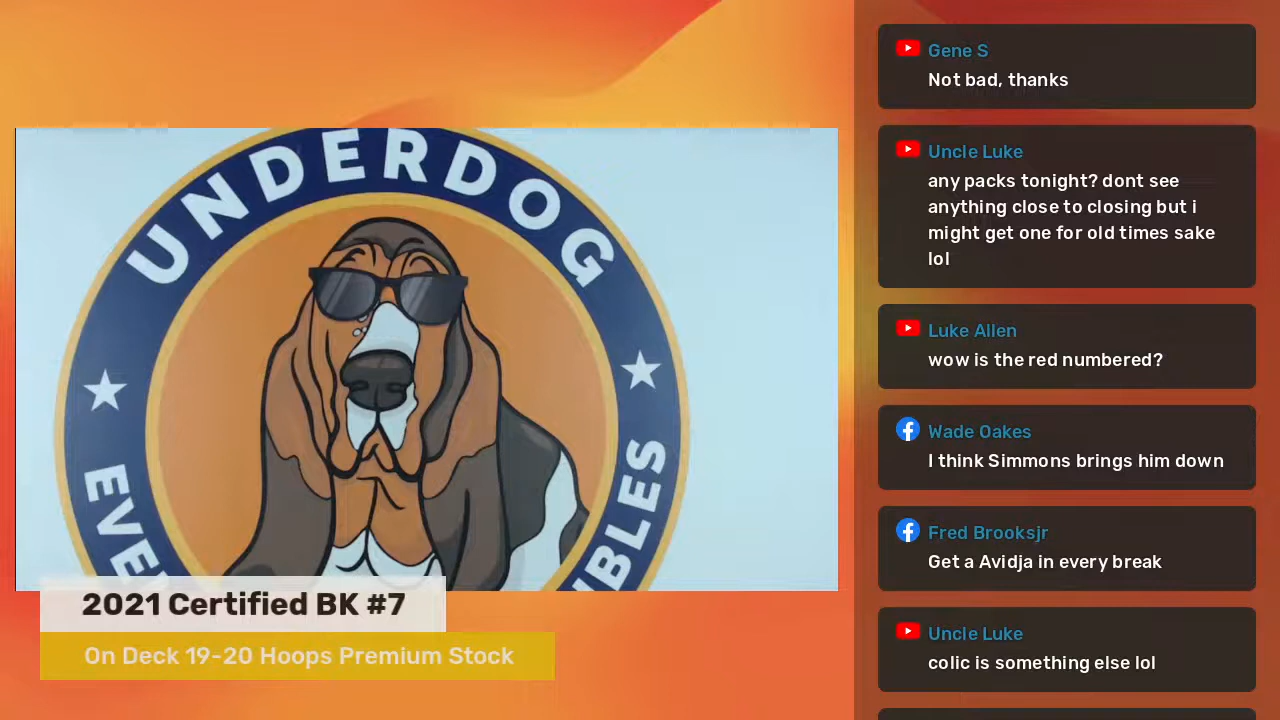 UNDERDOG
2021 Certified BK #7
On Deck 19-20 Hoops Premium Stock
Gene S
Not bad, thanks
Uncle Luke
any packs tonight? dont see
anything close to closing but i
might get one for old times sake
lol
Luke Allen
wow is the red numbered?
Wade Oakes
I think Simmons brings him down
Fred Brooksjr
Get a Avidja in every break
Uncle Luke
colic is something else lol